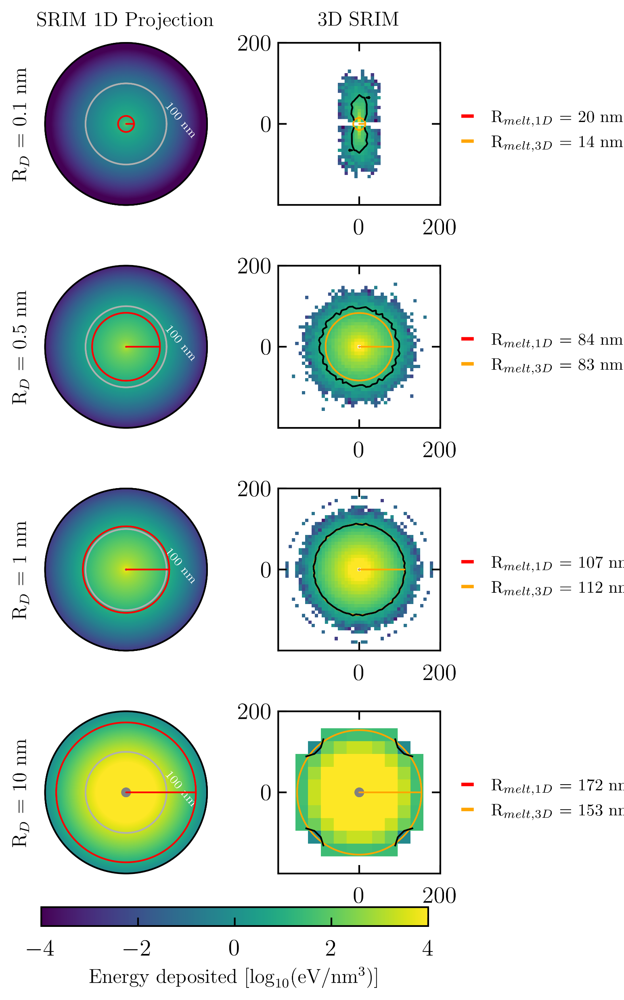 SRIM 1D Projection
3D SRIM
R_D = 0.1 nm
100 nm
200
0
0
200
R_melt,1D = 20 nm
R_melt,3D = 14 nm
R_D = 0.5 nm
100 nm
200
0
0
200
R_melt,1D = 84 nm
R_melt,3D = 83 nm
R_D = 1 nm
100 nm
200
0
0
200
R_melt,1D = 107 nm
R_melt,3D = 112 nm
R_D = 10 nm
100 nm
200
0
0
200
R_melt,1D = 172 nm
R_melt,3D = 153 nm
−4 −2 0 2 4
Energy deposited [log₁₀(eV/nm³)]